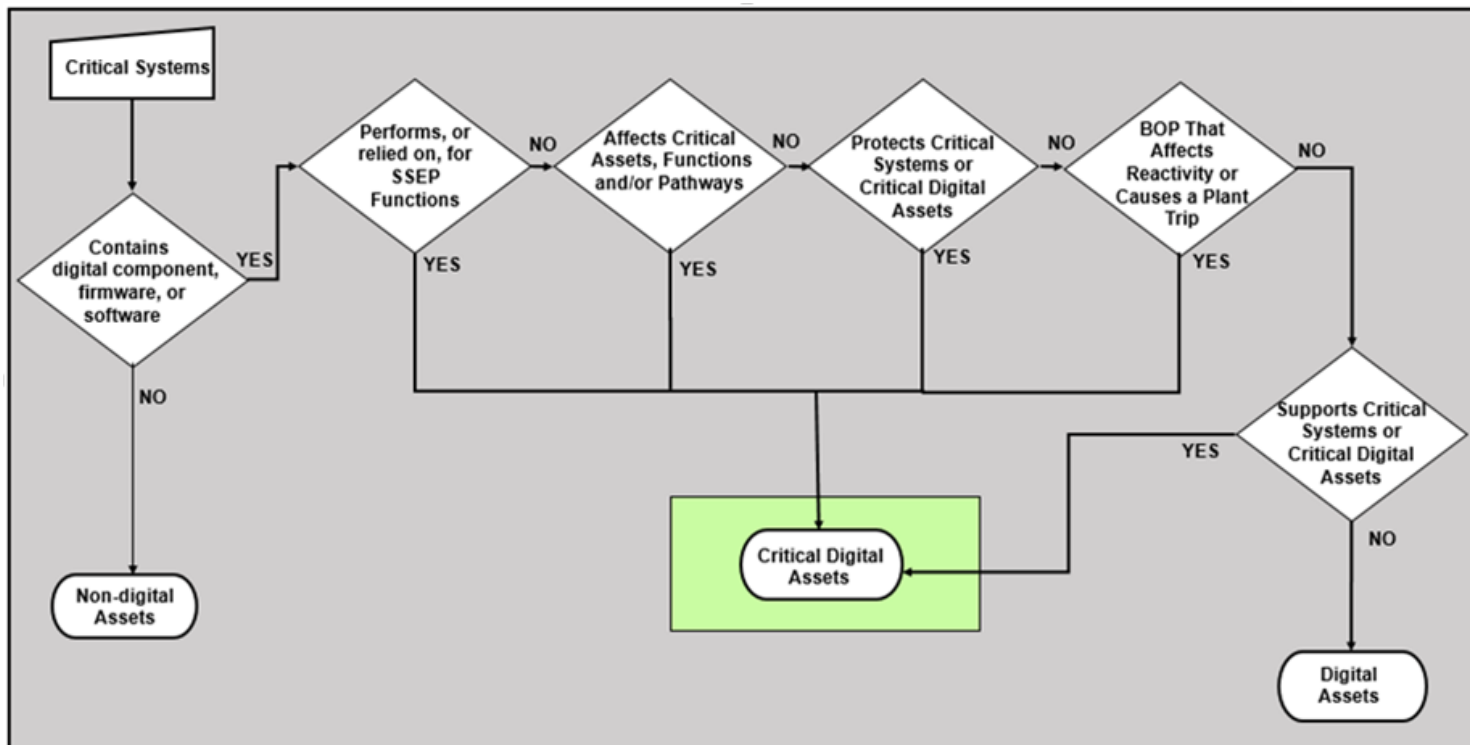 Critical Systems
Contains
digital component,
firmware, or
software
YES
NO
Non-digital
Assets
Performs, or
relied on, for
SSEP
Functions
NO
YES
Affects Critical
Assets, Functions
and/or Pathways
NO
YES
Protects Critical
Systems or
Critical Digital
Assets
NO
YES
BOP That
Affects
Reactivity or
Causes a Plant
Trip
NO
YES
Supports Critical
Systems or
Critical Digital
Assets
YES
NO
Critical Digital
Assets
Digital
Assets